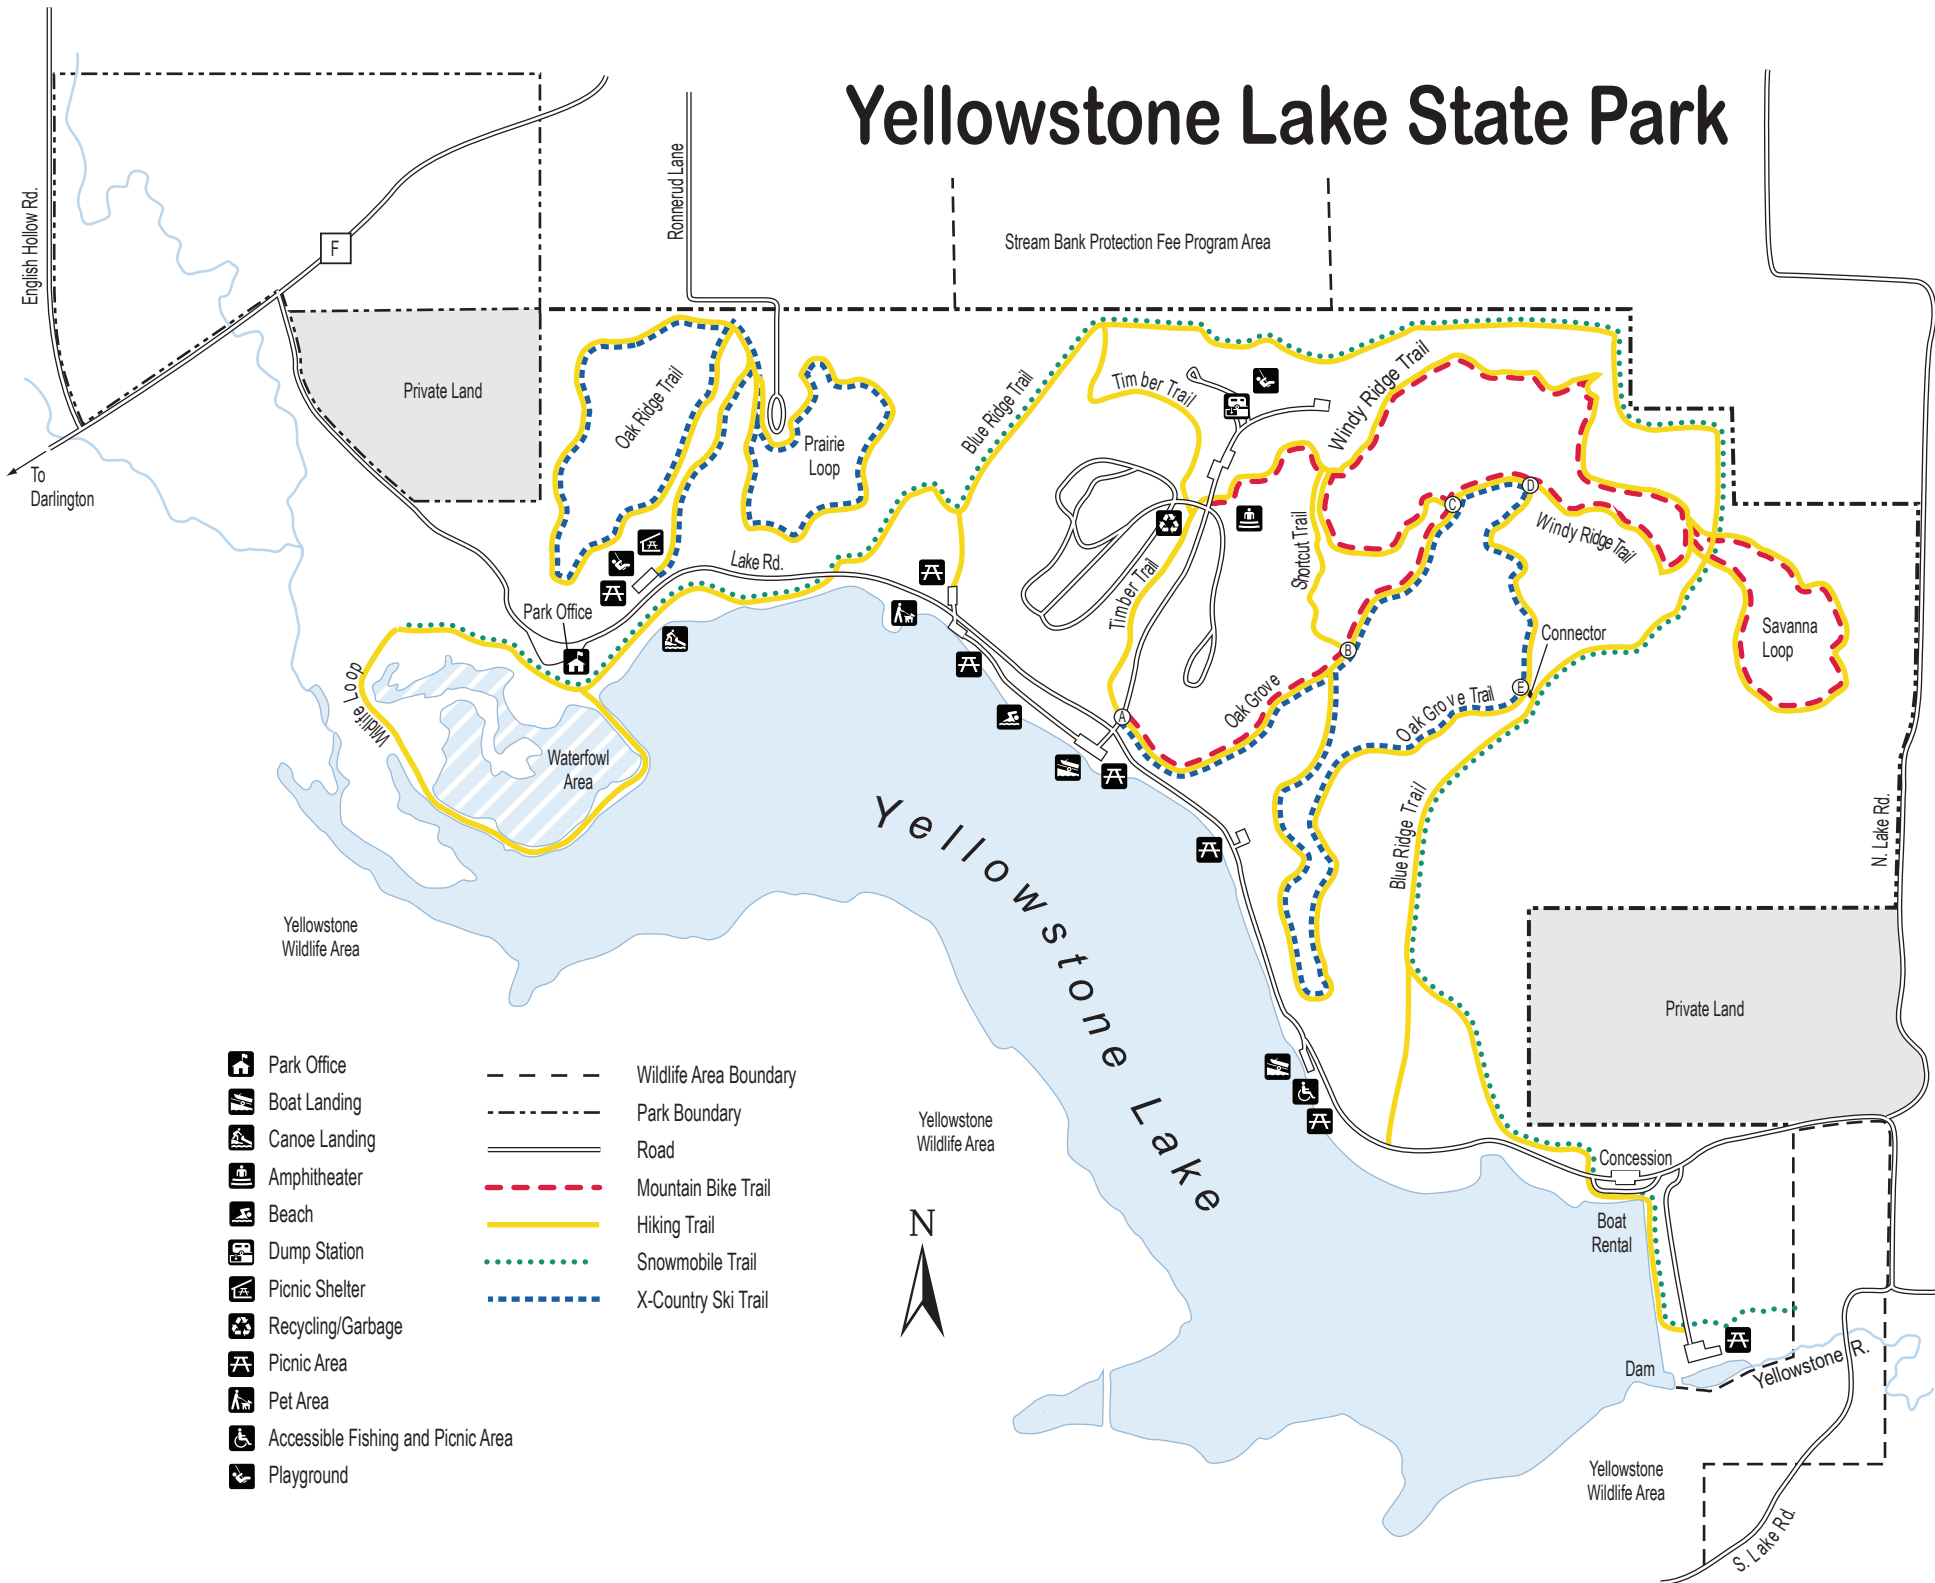 Yellowstone Lake State Park
English Hollow Rd.
F
Ronnerud Lane
Stream Bank Protection Fee Program Area
Private Land
To
Darlington
Oak Ridge Trail
Prairie
Loop
Blue Ridge Trail
Timber Trail
Windy Ridge Trail
Shortcut Trail
C
D
Windy Ridge Trail
Timber Trail
Lake Rd.
Park Office
Wildlife Loop
Waterfowl
Area
A
B
Oak Grove
Oak Grove Trail
E
Connector
Savanna
Loop
Blue Ridge Trail
N. Lake Rd.
Private Land
Yellowstone Lake
Yellowstone
Wildlife Area
Yellowstone
Wildlife Area
Concession
Boat
Rental
Dam
Yellowstone R.
Yellowstone
Wildlife Area
S. Lake Rd.
N
Park Office
Boat Landing
Canoe Landing
Amphitheater
Beach
Dump Station
Picnic Shelter
Recycling/Garbage
Picnic Area
Pet Area
Accessible Fishing and Picnic Area
Playground
Wildlife Area Boundary
Park Boundary
Road
Mountain Bike Trail
Hiking Trail
Snowmobile Trail
X-Country Ski Trail